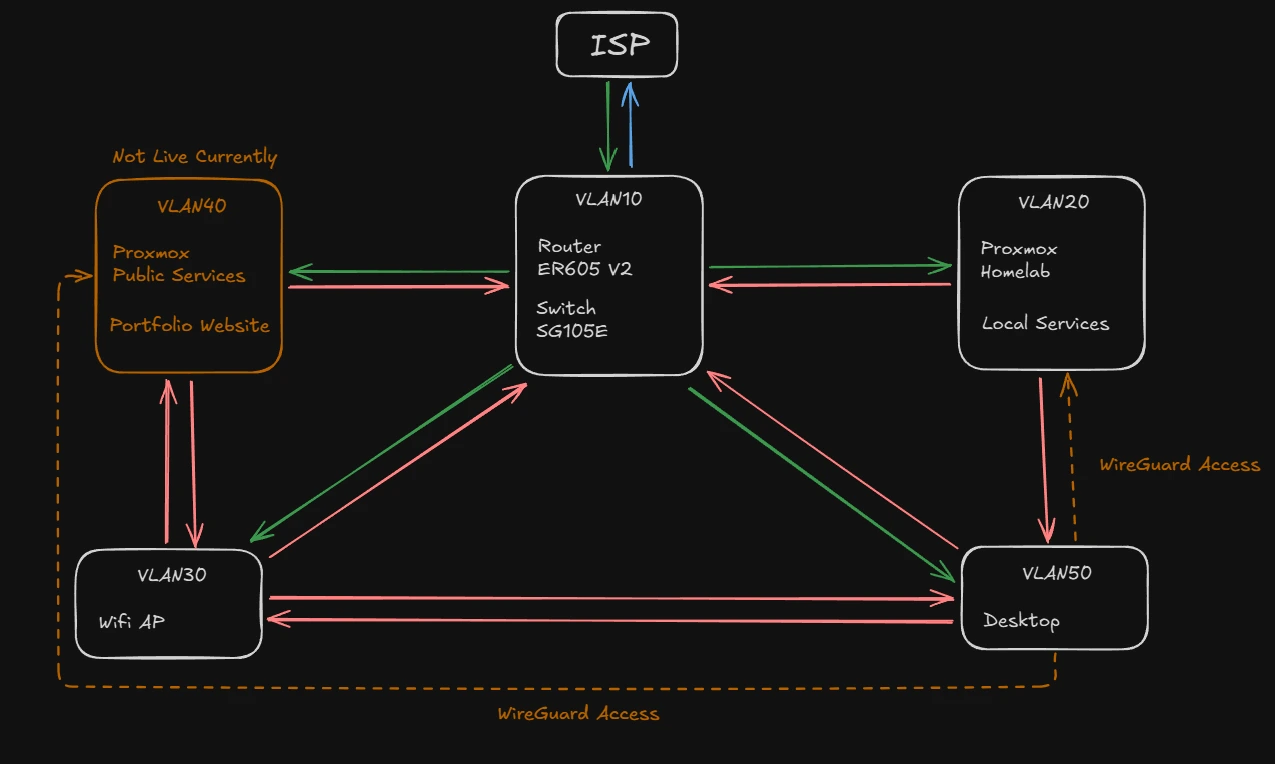 ISP
Not Live Currently
VLAN40
Proxmox
Public Services
Portfolio Website
VLAN10
Router
ER605 V2
Switch
SG105E
VLAN20
Proxmox
Homelab
Local Services
WireGuard Access
VLAN30
Wifi AP
VLAN50
Desktop
WireGuard Access